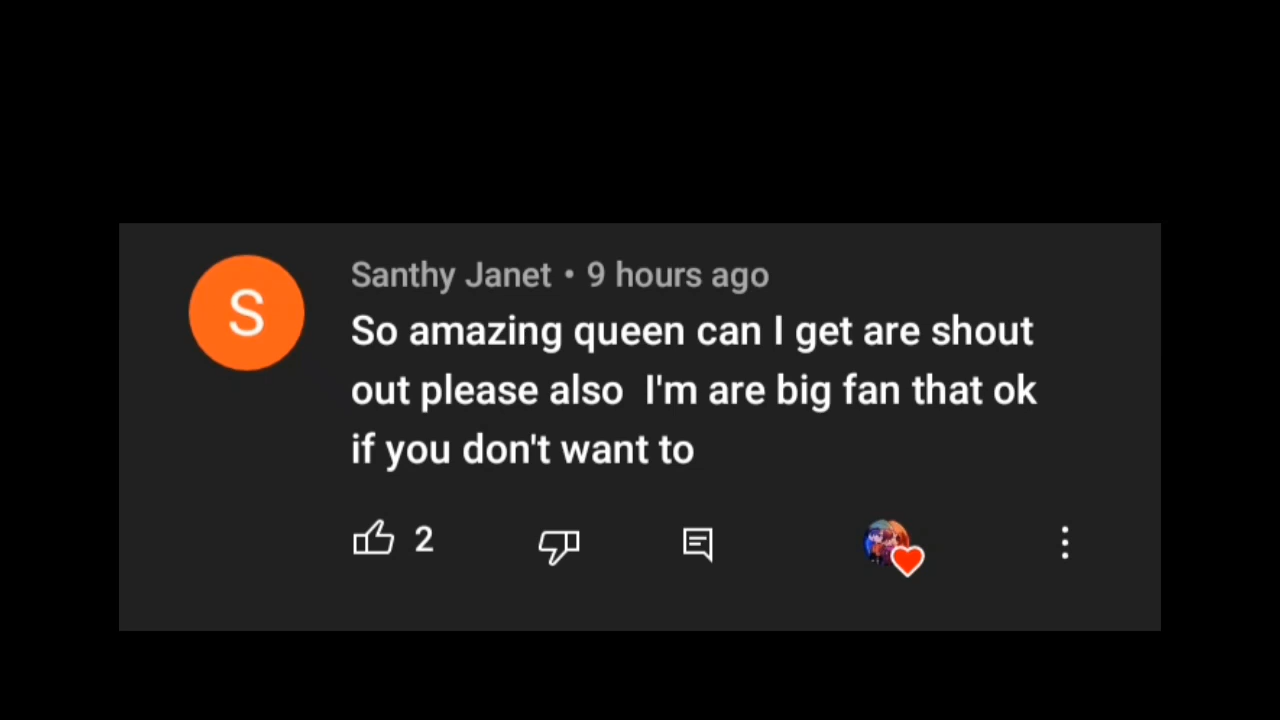 S
Santhy Janet • 9 hours ago
So amazing queen can I get are shout
out please also  I'm are big fan that ok
if you don't want to
2